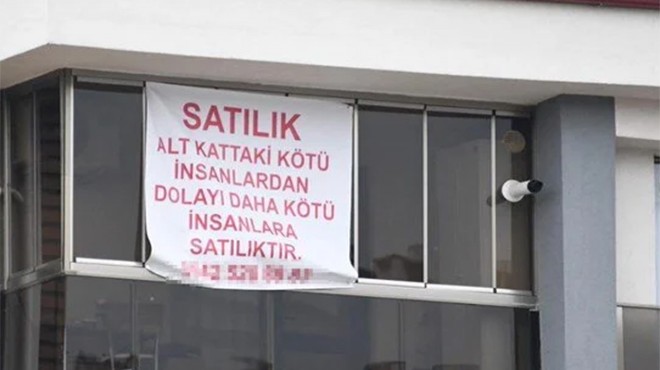 SATILIK
ALT KATTAKİ KÖTÜ
İNSANLARDAN
DOLAYI DAHA KÖTÜ
İNSANLARA
SATILIKTIR.